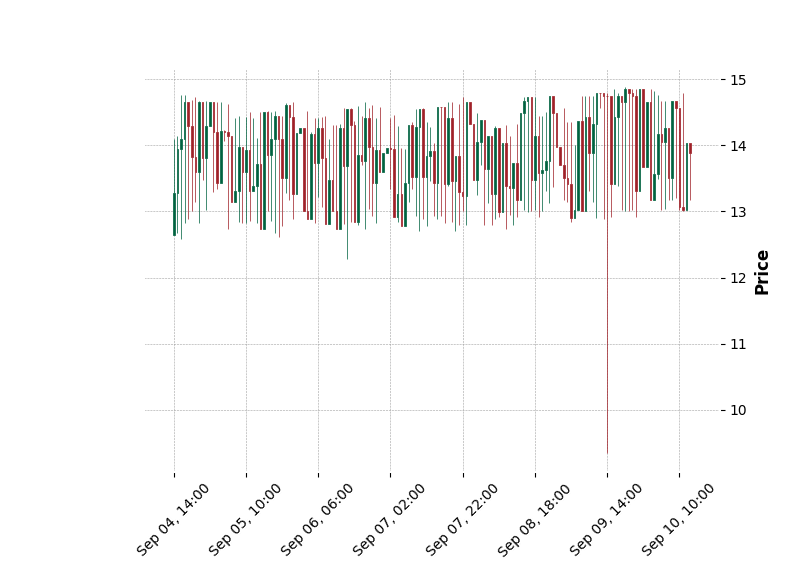 15
14
13
12
11
10
Price
Sep 04, 14:00
Sep 05, 10:00
Sep 06, 06:00
Sep 07, 02:00
Sep 07, 22:00
Sep 08, 18:00
Sep 09, 14:00
Sep 10, 10:00